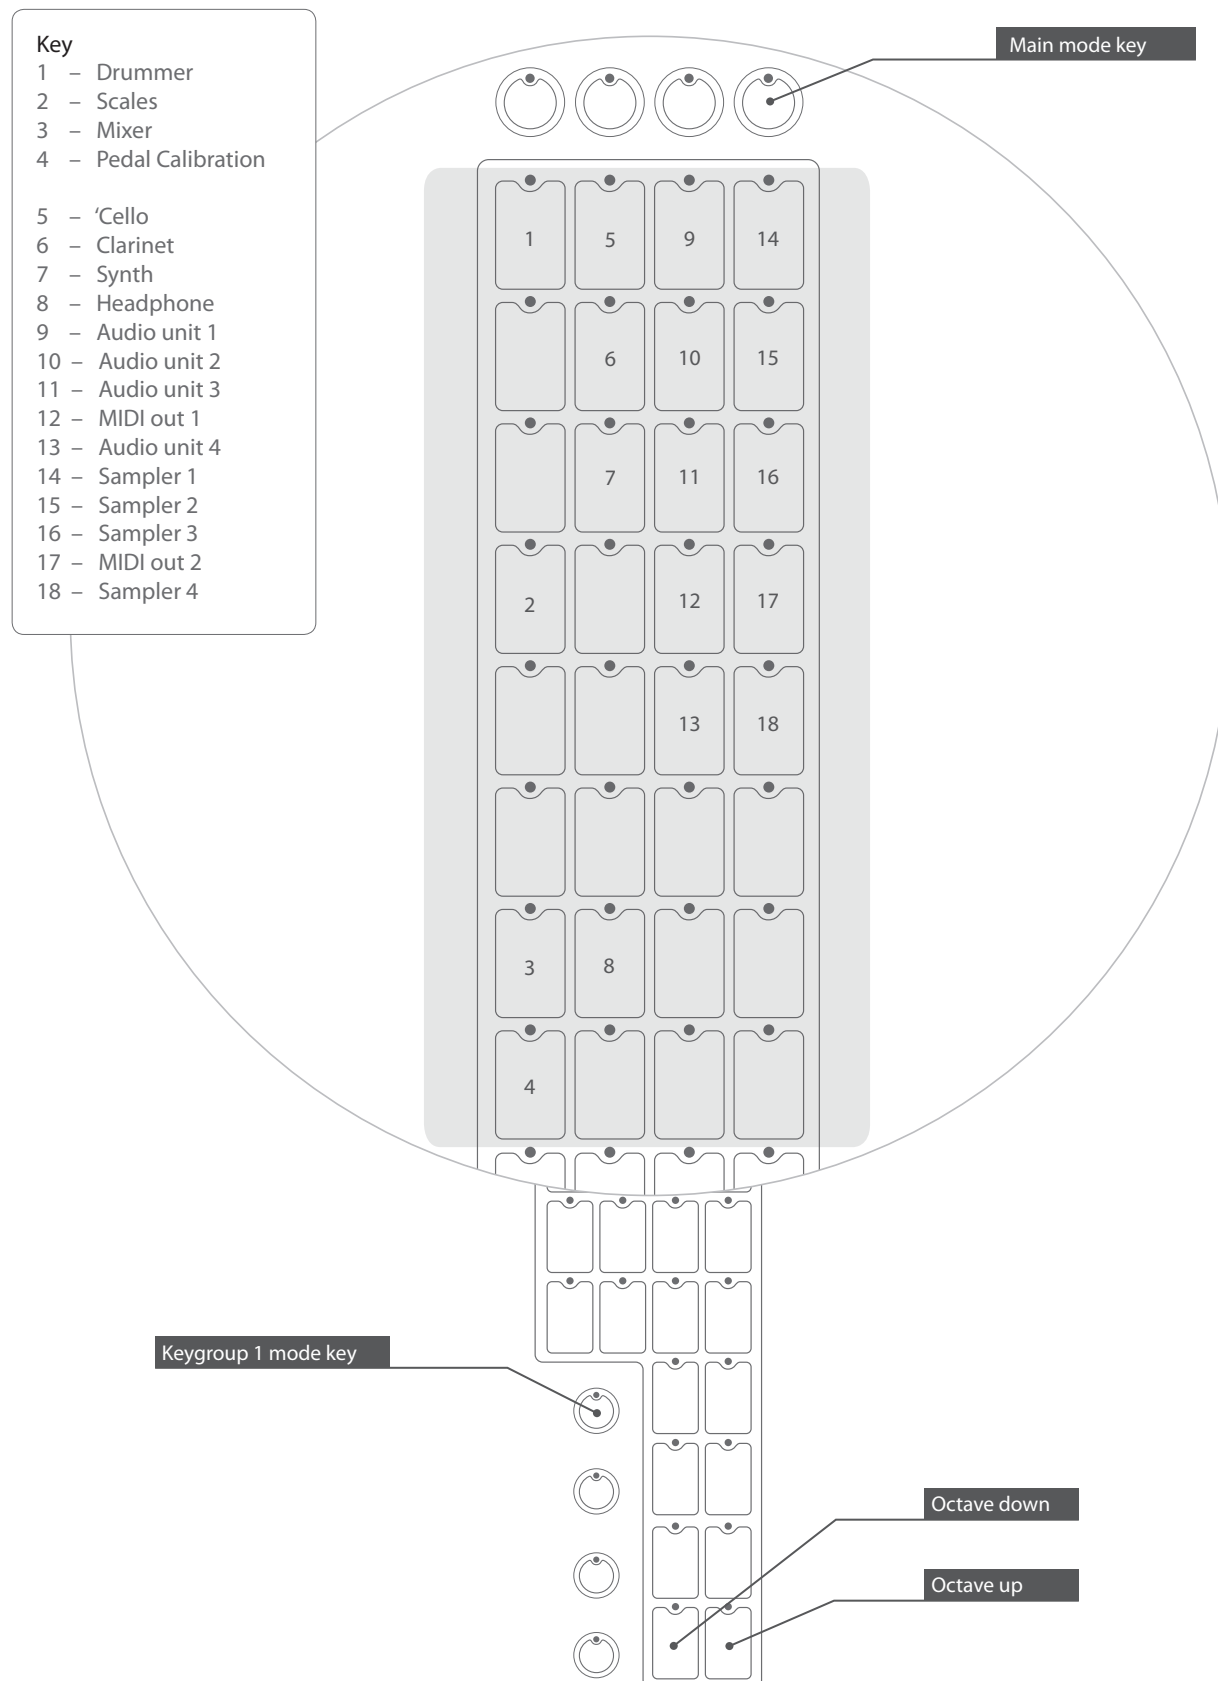 Key
1 – Drummer
2 – Scales
3 – Mixer
4 – Pedal Calibration
5 – ‘Cello
6 – Clarinet
7 – Synth
8 – Headphone
9 – Audio unit 1
10 – Audio unit 2
11 – Audio unit 3
12 – MIDI out 1
13 – Audio unit 4
14 – Sampler 1
15 – Sampler 2
16 – Sampler 3
17 – MIDI out 2
18 – Sampler 4
Main mode key
1 5 9 14
6 10 15
7 11 16
2 12 17
13 18
3 8
4
Keygroup 1 mode key
Octave down
Octave up